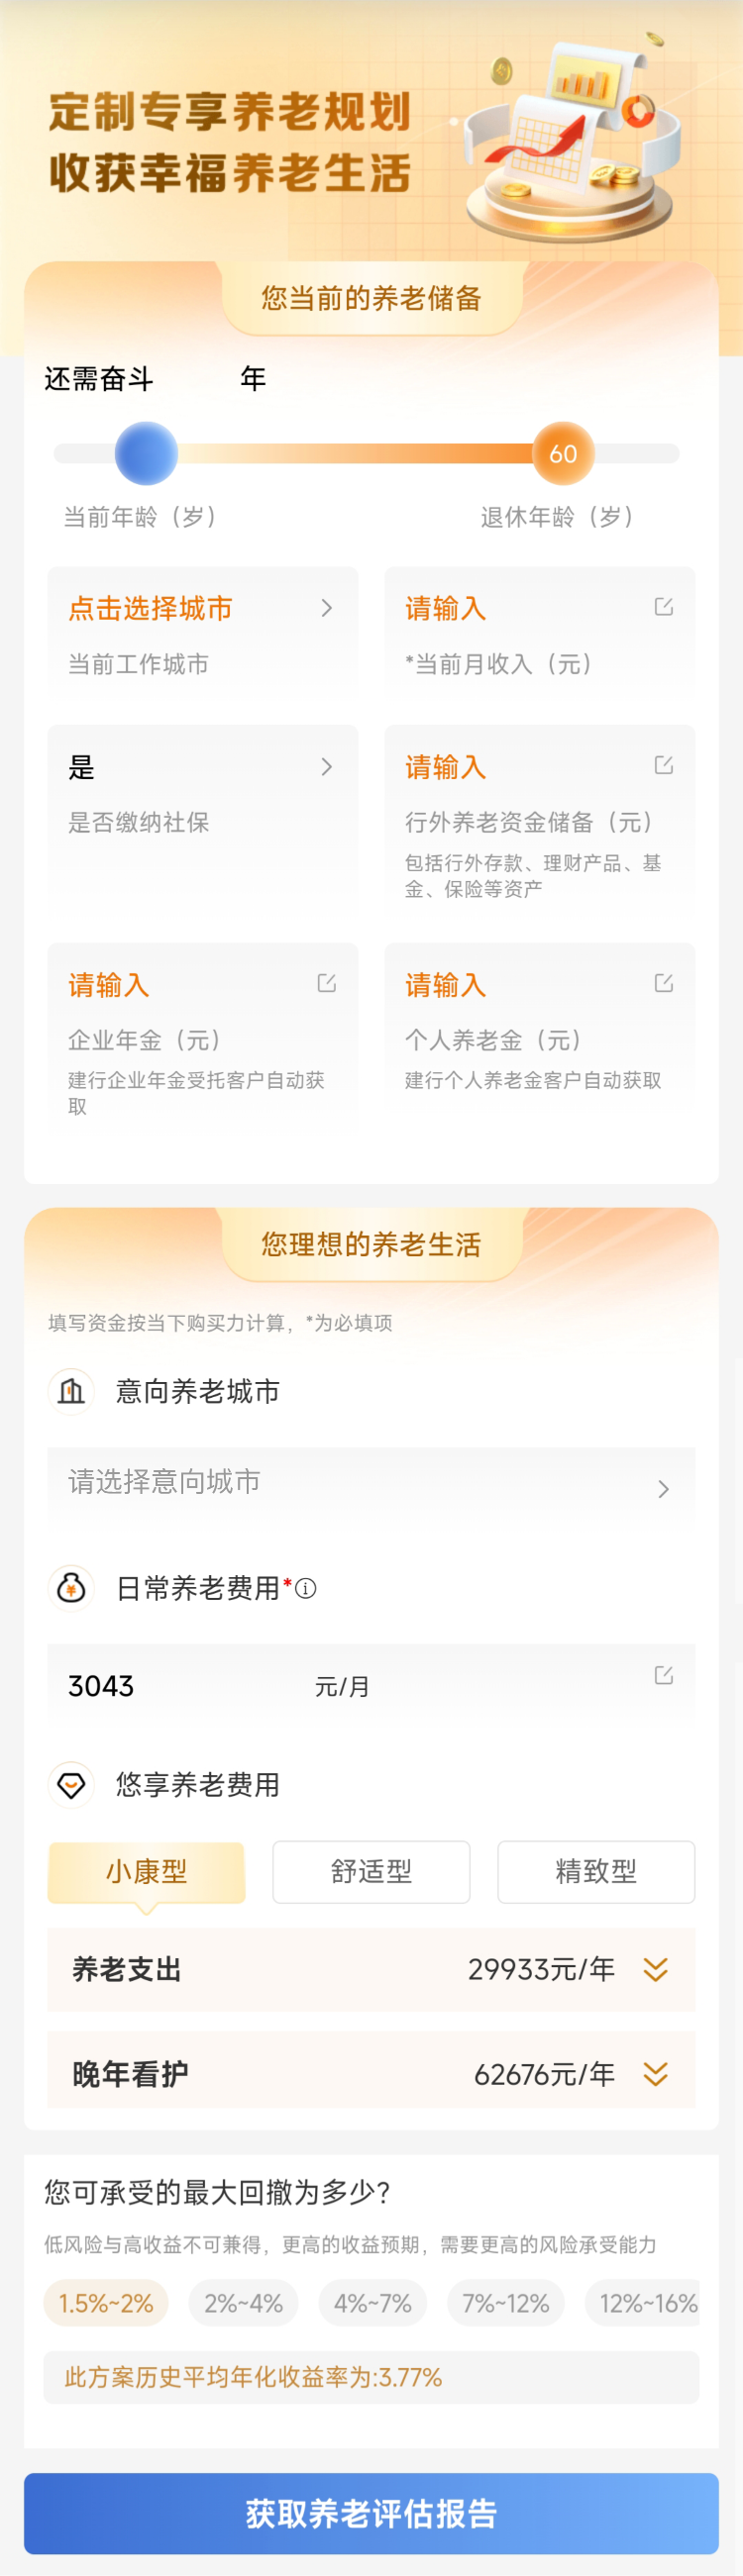 定制专享养老规划
收获幸福养老生活
您当前的养老储备
还需奋斗 年
60
当前年龄（岁） 退休年龄（岁）
点击选择城市 请输入
当前工作城市 *当前月收入（元）
是 请输入
是否缴纳社保 行外养老资金储备（元）
包括行外存款、理财产品、基
金、保险等资产
请输入 请输入
企业年金（元） 个人养老金（元）
建行企业年金受托客户自动获 建行个人养老金客户自动获取
取
您理想的养老生活
填写资金按当下购买力计算，*为必填项
意向养老城市
请选择意向城市
日常养老费用*
3043 元/月
悠享养老费用
小康型 舒适型 精致型
养老支出 29933元/年
晚年看护 62676元/年
您可承受的最大回撤为多少？
低风险与高收益不可兼得，更高的收益预期，需要更高的风险承受能力
1.5%~2% 2%~4% 4%~7% 7%~12% 12%~16%
此方案历史平均年化收益率为:3.77%
获取养老评估报告